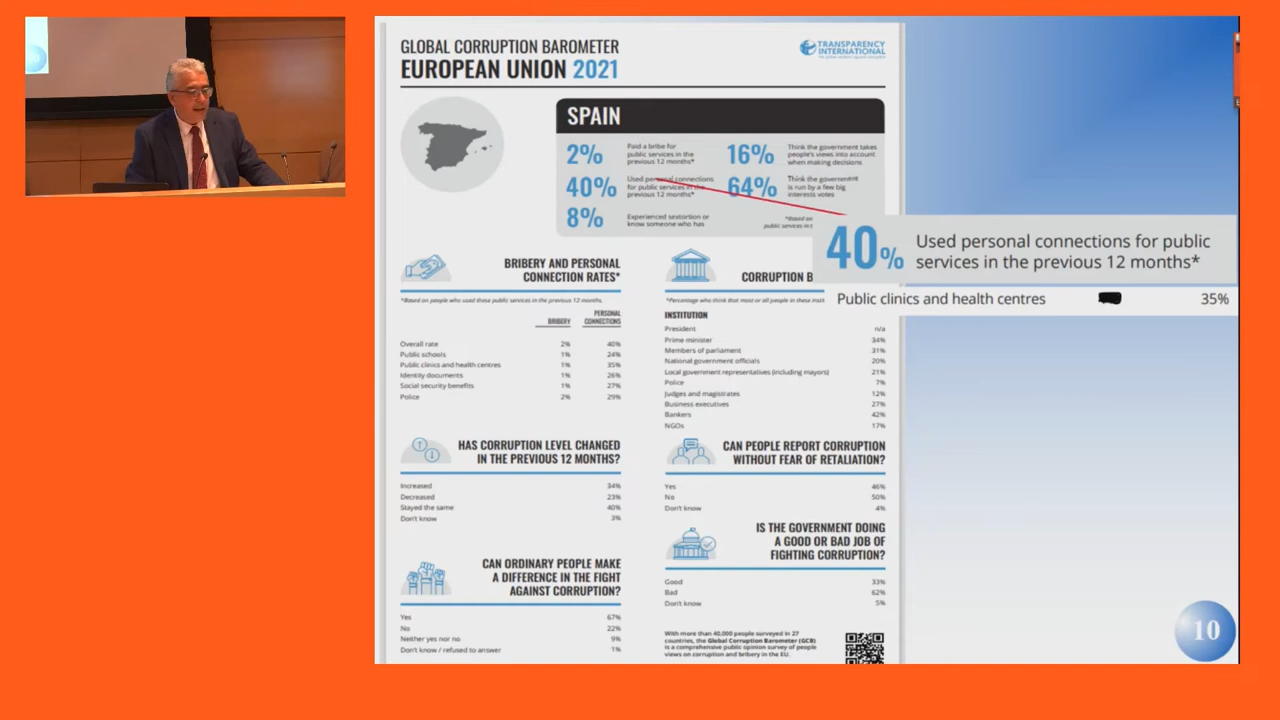 GLOBAL CORRUPTION BAROMETER
EUROPEAN UNION 2021
TRANSPARENCY
INTERNATIONAL
SPAIN
2%
Paid a bribe for
public services in the
previous 12 months*
16%
Think the government takes
people's views into account
when making decisions
40%
Used personal connections
for public services in the
previous 12 months*
64%
Think the government
is run by a few big
interests votes
8%
Experienced sextortion or
know someone who has
*Based on
public services in t
40%
Used personal connections for public
services in the previous 12 months*
Public clinics and health centres 35%
BRIBERY AND PERSONAL
CONNECTION RATES*
*Based on people who used these public services in the previous 12 months.
BRIBERY PERSONAL
CONNECTIONS
Overall rate 2% 40%
Public schools 1% 24%
Public clinics and health centres 1% 35%
Identity documents 1% 26%
Social security benefits 1% 27%
Police 2% 29%
CORRUPTION B
*Percentage who think that most or all people in these insti
INSTITUTION
President n/a
Prime minister 34%
Members of parliament 31%
National government officials 20%
Local government representatives (including mayors) 21%
Police 7%
Judges and magistrates 12%
Business executives 27%
Bankers 42%
NGOs 17%
HAS CORRUPTION LEVEL CHANGED
IN THE PREVIOUS 12 MONTHS?
Increased 34%
Decreased 23%
Stayed the same 40%
Don't know 3%
CAN PEOPLE REPORT CORRUPTION
WITHOUT FEAR OF RETALIATION?
Yes 46%
No 50%
Don't know 4%
CAN ORDINARY PEOPLE MAKE
A DIFFERENCE IN THE FIGHT
AGAINST CORRUPTION?
Yes 67%
No 22%
Neither yes nor no 9%
Don't know / refused to answer 1%
IS THE GOVERNMENT DOING
A GOOD OR BAD JOB OF
FIGHTING CORRUPTION?
Good 33%
Bad 62%
Don't know 5%
With more than 40,000 people surveyed in 27
countries, the Global Corruption Barometer (GCB)
is a comprehensive public opinion survey of people
views on corruption and bribery in the EU.
10